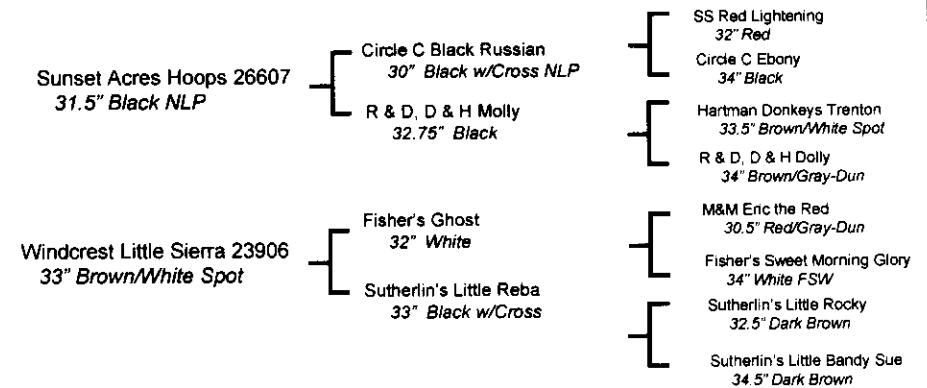 Sunset Acres Hoops 26607
31.5" Black NLP
Circle C Black Russian
30" Black w/Cross NLP
R & D, D & H Molly
32.75" Black
SS Red Lightening
32" Red
Circle C Ebony
34" Black
Hartman Donkeys Trenton
33.5" Brown/White Spot
R & D, D & H Dolly
34" Brown/Gray-Dun
Windcrest Little Sierra 23906
33" Brown/White Spot
Fisher's Ghost
32" White
Sutherlin's Little Reba
33" Black w/Cross
M&M Eric the Red
30.5" Red/Gray-Dun
Fisher's Sweet Morning Glory
34" White FSW
Sutherlin's Little Rocky
32.5" Dark Brown
Sutherlin's Little Bandy Sue
34.5" Dark Brown